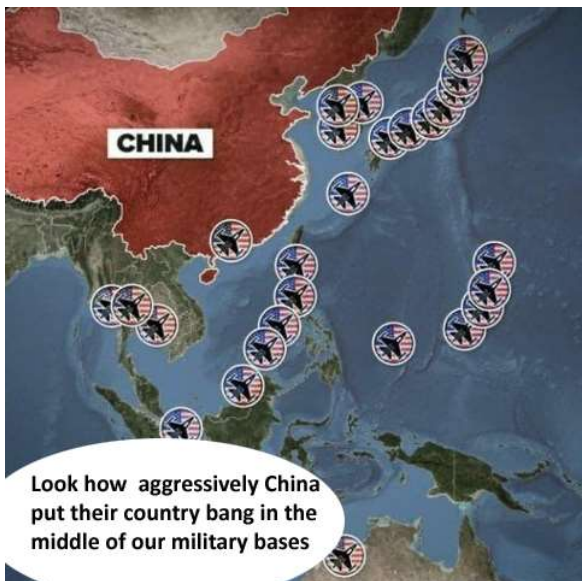 CHINA
Look how aggressively China
put their country bang in the
middle of our military bases